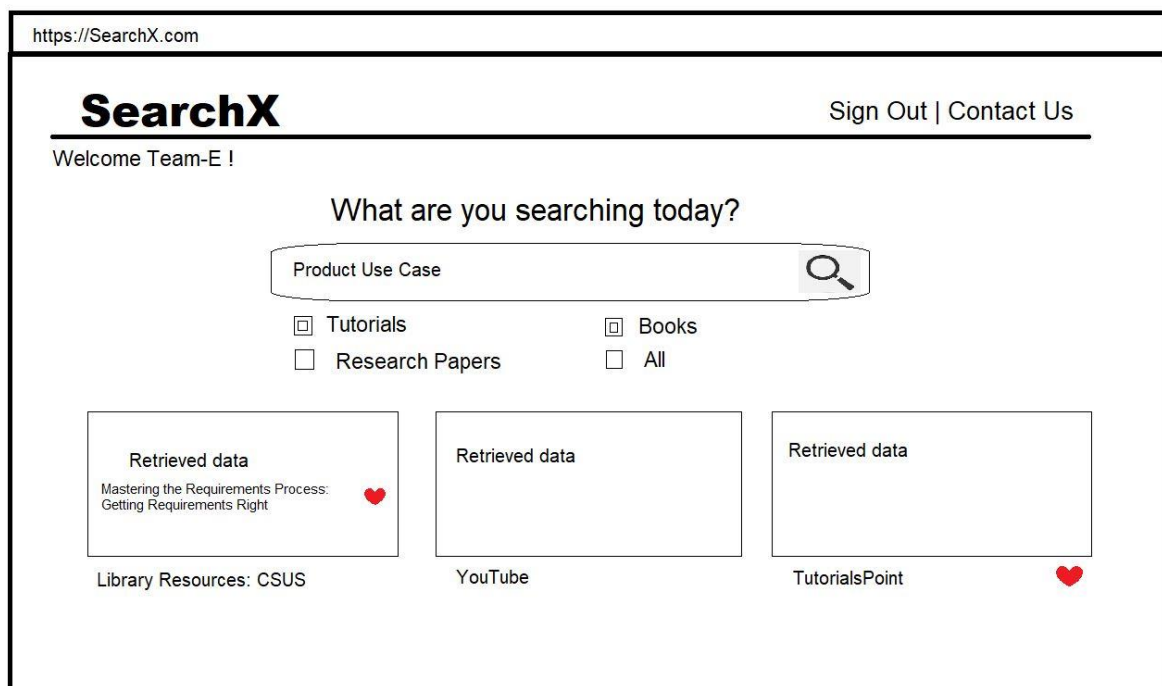 https://SearchX.com
SearchX
Sign Out | Contact Us
Welcome Team-E !
What are you searching today?
Product Use Case
Tutorials
Books
Research Papers
All
Retrieved data
Mastering the Requirements Process:
Getting Requirements Right
Library Resources: CSUS
Retrieved data
YouTube
Retrieved data
TutorialsPoint